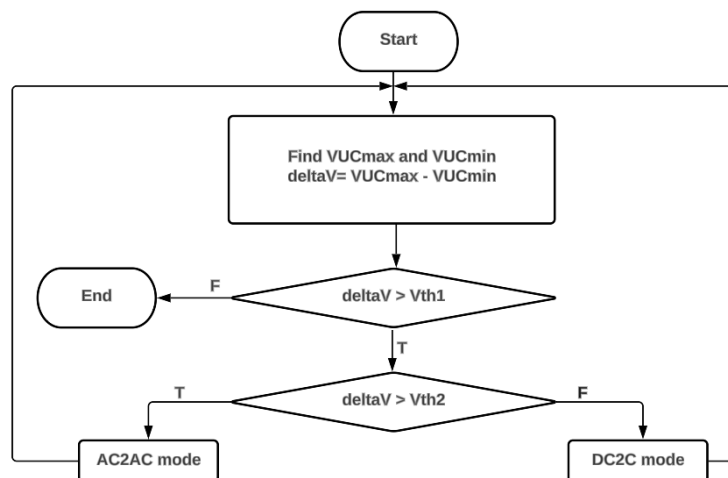 Start
Find VUCmax and VUCmin
deltaV= VUCmax - VUCmin
End
F
deltaV > Vth1
T
T
deltaV > Vth2
F
AC2AC mode
DC2C mode